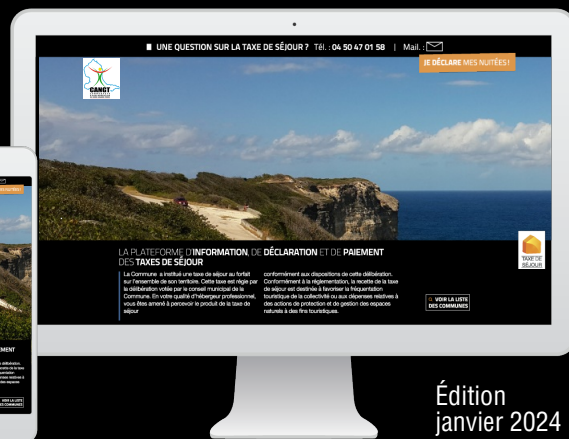 UNE QUESTION SUR LA TAXE DE SÉJOUR ? Tél. : 04 50 47 01 58 | Mail. :
JE DÉCLARE MES NUITÉES !
CANGT
LA PLATEFORME D'INFORMATION, DE DÉCLARATION ET DE PAIEMENT
DES TAXES DE SÉJOUR
La Commune a institué une taxe de séjour au forfait
sur l'ensemble de son territoire. Cette taxe est régie par
la délibération votée par le conseil municipal de la
Commune. En votre qualité d'hébergeur professionnel,
vous êtes amené à percevoir le produit de la taxe de
séjour
conformément aux dispositions de cette délibération.
Conformément à la réglementation, la recette de la taxe
de séjour est destinée à favoriser la fréquentation
touristique de la collectivité ou aux dépenses relatives à
des actions de protection et de gestion des espaces
naturels à des fins touristiques.
TAXE DE
SÉJOUR
VOIR LA LISTE
DES COMMUNES
EMENT
VOIR LA LISTE
DES COMMUNES
Édition
janvier 2024